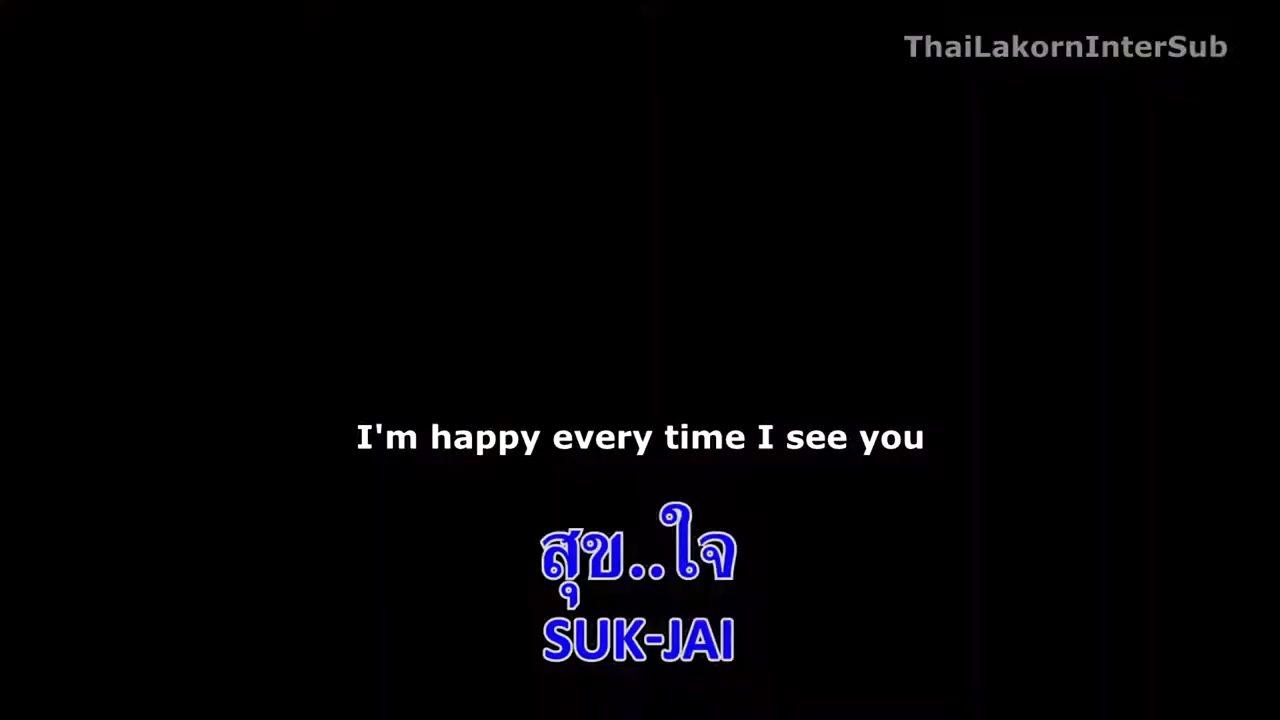 ThaiLakornInterSub
I'm happy every time I see you
สุข..ใจ
SUK-JAI